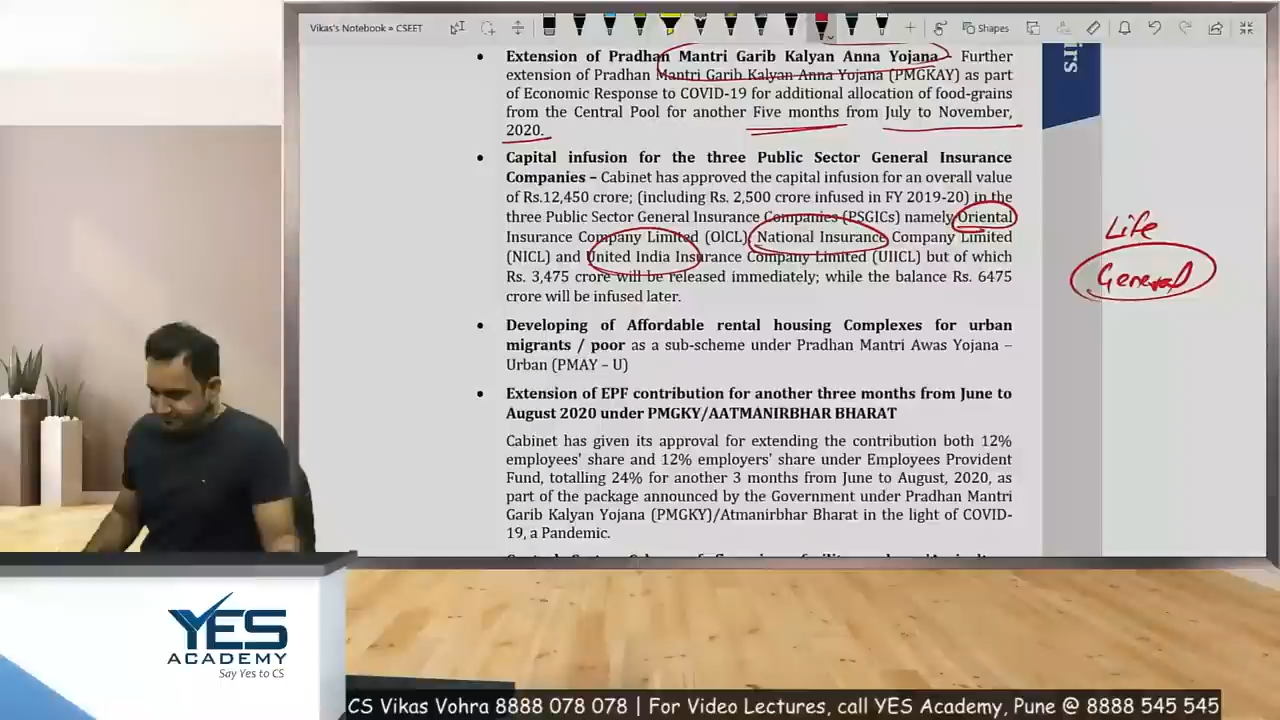 Vikas's Notebook » CSEET
Shapes
• Extension of Pradhan Mantri Garib Kalyan Anna Yojana - Further
extension of Pradhan Mantri Garib Kalyan Anna Yojana (PMGKAY) as part
of Economic Response to COVID-19 for additional allocation of food-grains
from the Central Pool for another Five months from July to November,
2020.
• Capital infusion for the three Public Sector General Insurance
Companies – Cabinet has approved the capital infusion for an overall value
of Rs.12,450 crore; (including Rs. 2,500 crore infused in FY 2019-20) in the
three Public Sector General Insurance Companies (PSGICs) namely Oriental
Insurance Company Limited (OICL), National Insurance Company Limited
(NICL) and United India Insurance Company Limited (UIICL) but of which
Rs. 3,475 crore will be released immediately; while the balance Rs. 6475
crore will be infused later.
• Developing of Affordable rental housing Complexes for urban
migrants / poor as a sub-scheme under Pradhan Mantri Awas Yojana –
Urban (PMAY – U)
• Extension of EPF contribution for another three months from June to
August 2020 under PMGKY/AATMANIRBHAR BHARAT
Cabinet has given its approval for extending the contribution both 12%
employees' share and 12% employers' share under Employees Provident
Fund, totalling 24% for another 3 months from June to August, 2020, as
part of the package announced by the Government under Pradhan Mantri
Garib Kalyan Yojana (PMGKY)/Atmanirbhar Bharat in the light of COVID-
19, a Pandemic.
Life
General
YES
ACADEMY
Say Yes to CS
CS Vikas Vohra 8888 078 078 | For Video Lectures, call YES Academy, Pune @ 8888 545 545